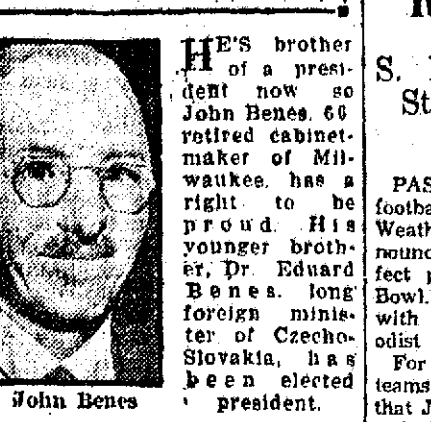 HE'S brother
of a presi-
dent now so
John Benes, 66
retired cabinet-
maker of Mil-
waukee, has a
right to be
proud. His
younger broth-
er, Dr. Eduard
Benes, long
foreign minis-
ter of Czecho-
Slovakia, has
been elected
president.
John Benes
S.
St
PAS
footba
Weath
nounc
fect p
Bowl.
with
odist
For
teams
that J